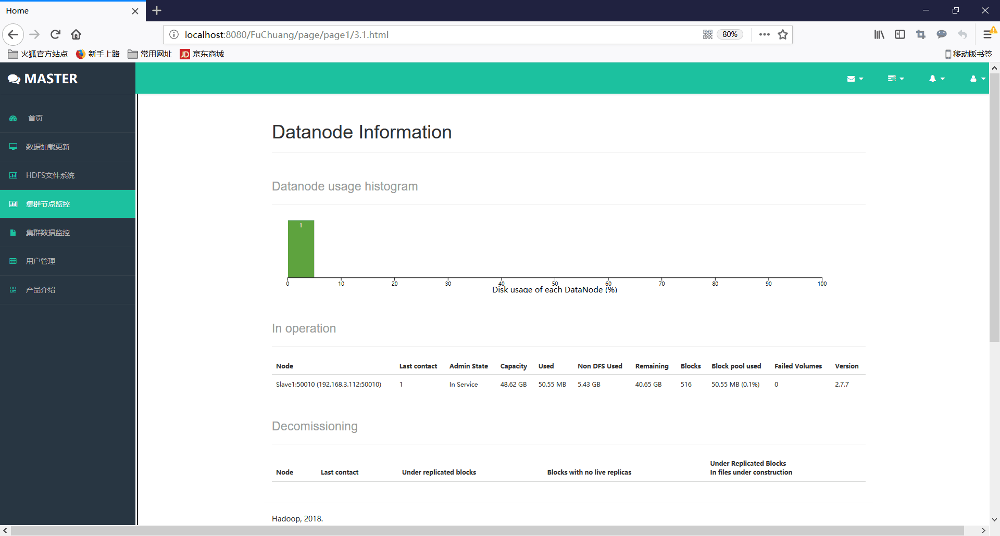 Home
localhost:8080/FuChuang/page/page1/3.1.html
80%
火狐官方站点 新手上路 常用网址 JD 京东商城 移动版书签
MASTER
首页
数据加载更新
HDFS文件系统
集群节点监控
集群数据监控
用户管理
产品介绍
Datanode Information
Datanode usage histogram
1
0 10 20 30 40 50 60 70 80 90 100
Disk usage of each DataNode (%)
In operation
Node Last contact Admin State Capacity Used Non DFS Used Remaining Blocks Block pool used Failed Volumes Version
Slave1:50010 (192.168.3.112:50010) 1 In Service 48.62 GB 50.55 MB 5.43 GB 40.65 GB 516 50.55 MB (0.1%) 0 2.7.7
Decomissioning
Node Last contact Under replicated blocks Blocks with no live replicas Under Replicated Blocks
In files under construction
Hadoop, 2018.